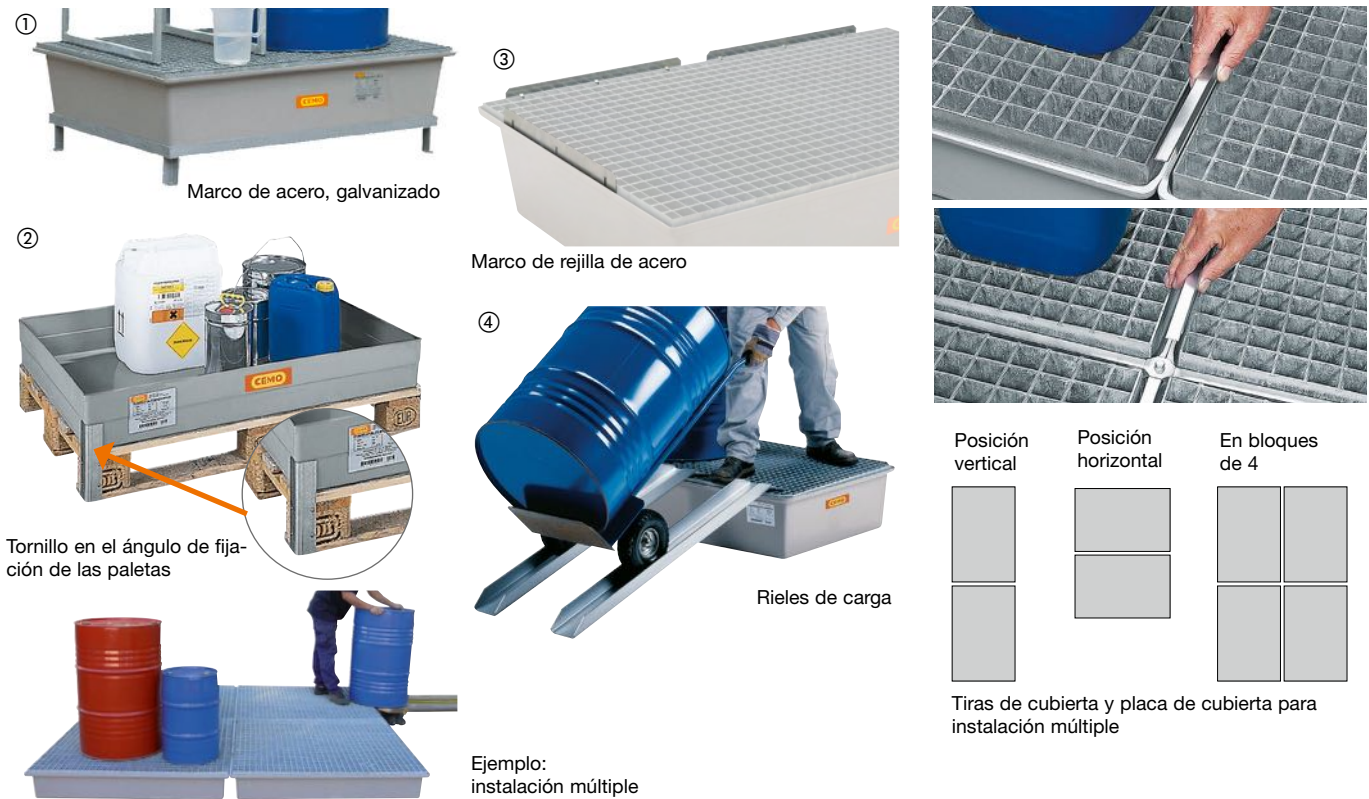 ①
CEMO
Marco de acero, galvanizado
②
CEMO
EUR
Tornillo en el ángulo de fija-
ción de las paletas
③
Marco de rejilla de acero
④
Rieles de carga
Ejemplo:
instalación múltiple
Posición
vertical
Posición
horizontal
En bloques
de 4
Tiras de cubierta y placa de cubierta para
instalación múltiple